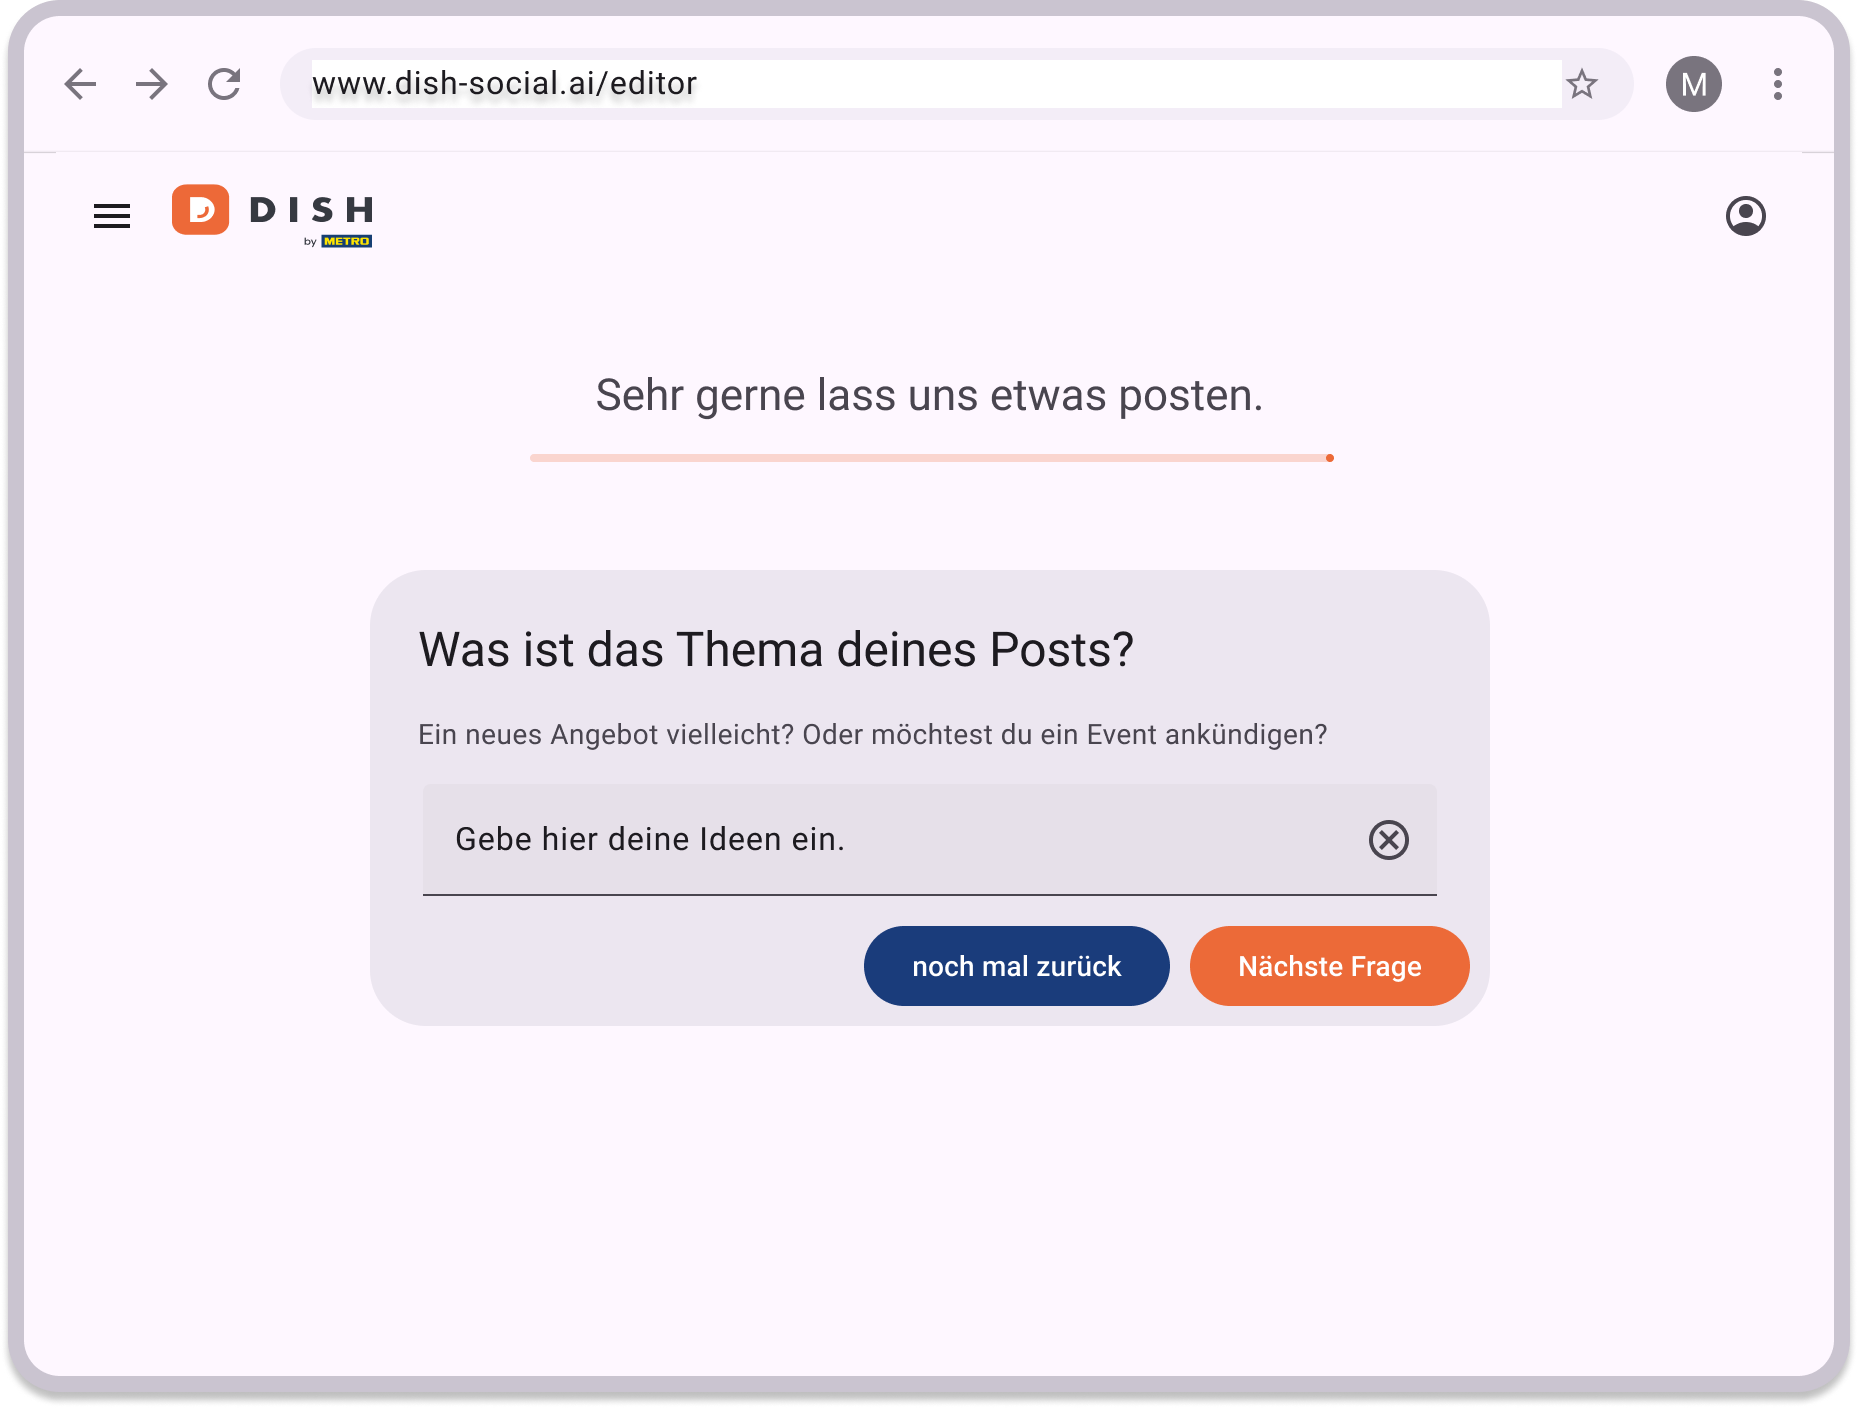 www.dish-social.ai/editor
M
DISH
by METRO
Sehr gerne lass uns etwas posten.
Was ist das Thema deines Posts?
Ein neues Angebot vielleicht? Oder möchtest du ein Event ankündigen?
Gebe hier deine Ideen ein.
noch mal zurück
Nächste Frage